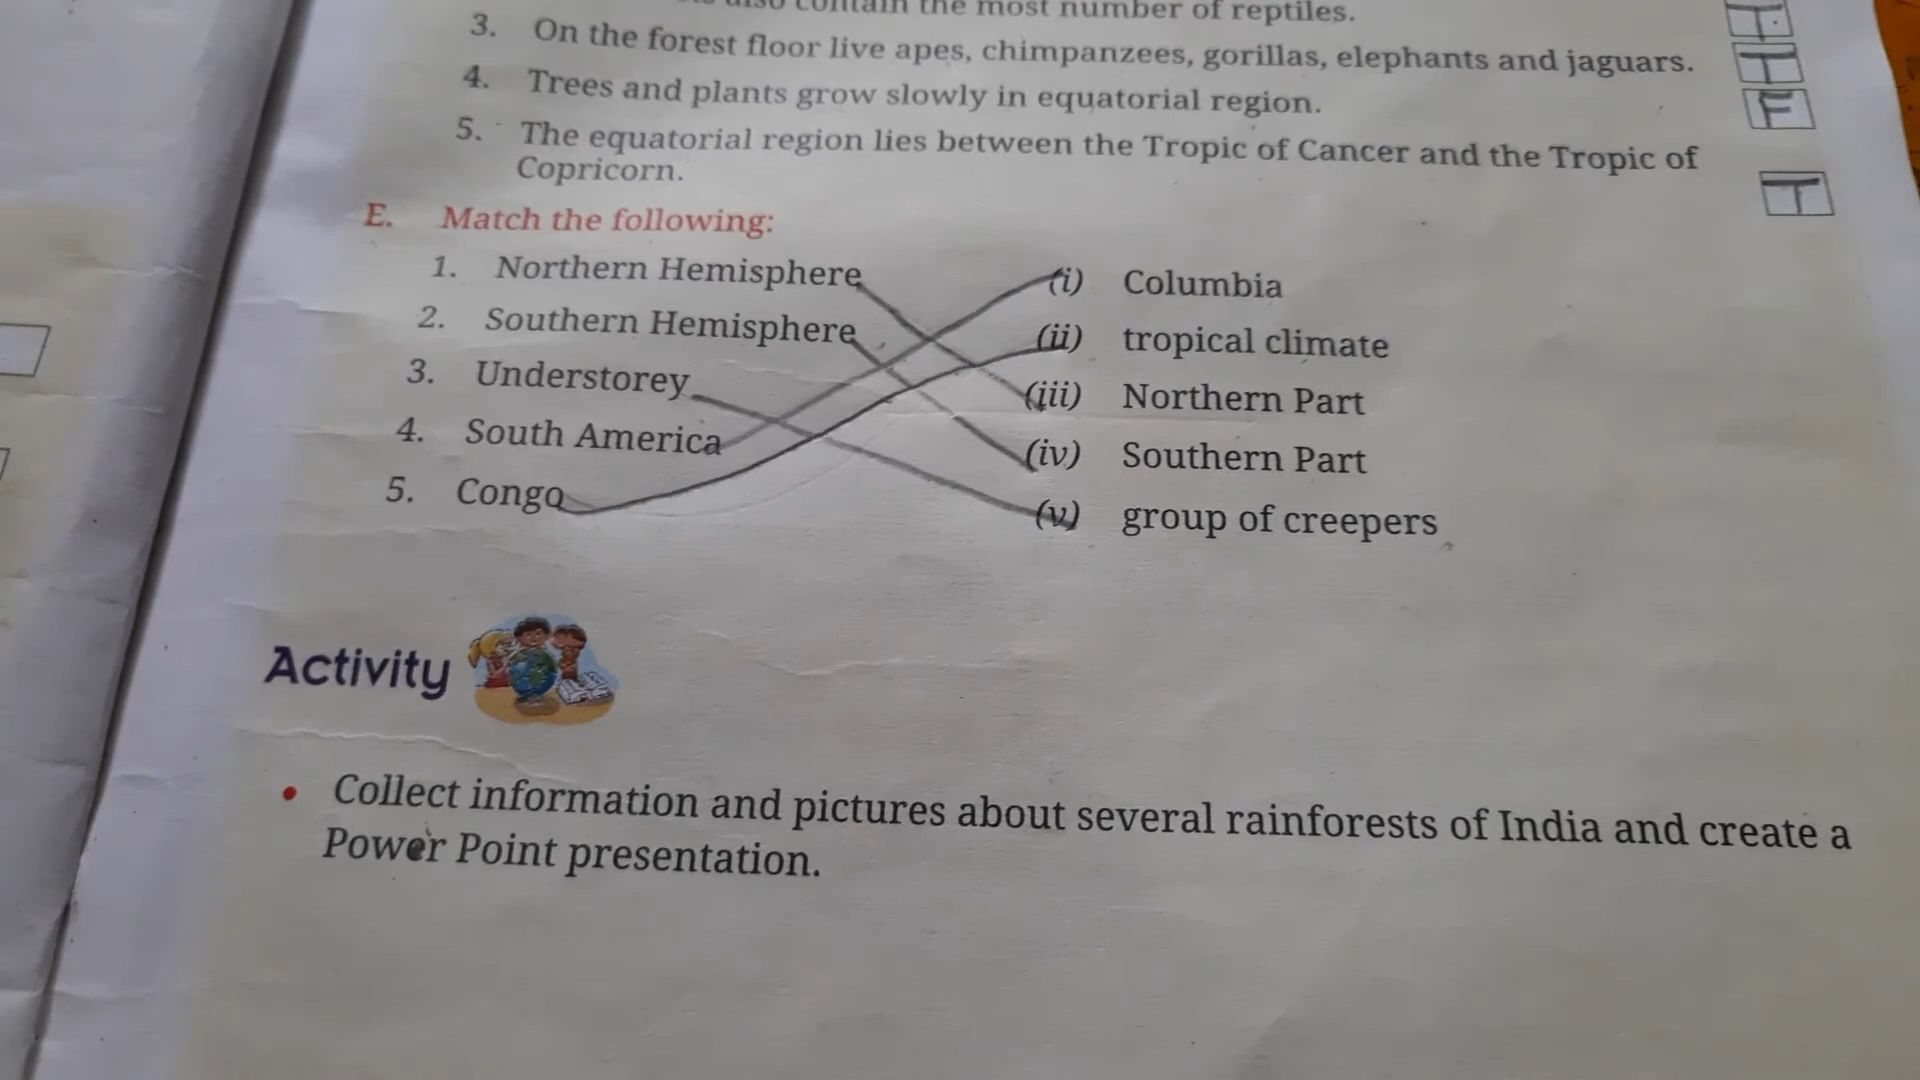 also contain the most number of reptiles.
T
3. On the forest floor live apes, chimpanzees, gorillas, elephants and jaguars.
T
4. Trees and plants grow slowly in equatorial region.
F
5. The equatorial region lies between the Tropic of Cancer and the Tropic of
Copricorn.
T
E. Match the following:
1. Northern Hemisphere (i) Columbia
2. Southern Hemisphere (ii) tropical climate
3. Understorey (iii) Northern Part
4. South America (iv) Southern Part
5. Congo (v) group of creepers
Activity
• Collect information and pictures about several rainforests of India and create a
Power Point presentation.